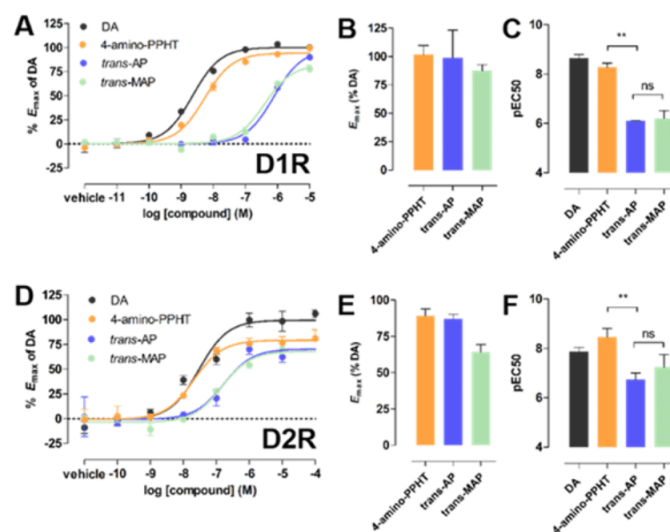 A
% Emax of DA
125
100
75
50
25
0
-25
DA
4-amino-PPHT
trans-AP
trans-MAP
D1R
vehicle -11 -10 -9 -8 -7 -6 -5
log [compound] (M)
B
Emax (% DA)
125
100
75
50
25
0
4-amino-PPHT
trans-AP
trans-MAP
C
pEC50
8
6
4
**
ns
DA
4-amino-PPHT
trans-AP
trans-MAP
D
% Emax of DA
125
100
75
50
25
0
-25
DA
4-amino-PPHT
trans-AP
trans-MAP
D2R
vehicle -10 -9 -8 -7 -6 -5 -4
log [compound] (M)
E
Emax (% DA)
100
75
50
25
0
4-amino-PPHT
trans-AP
trans-MAP
F
pEC50
8
6
4
**
ns
DA
4-amino-PPHT
trans-AP
trans-MAP